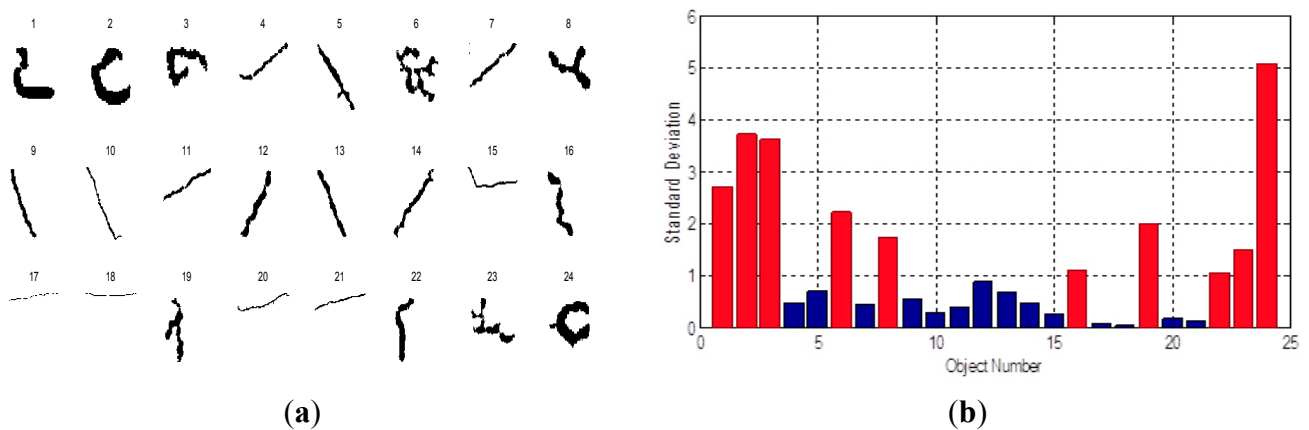 1 2 3 4 5 6 7 8
9 10 11 12 13 14 15 16
17 18 19 20 21 22 23 24
(a)
6
5
4
3
2
1
0
0 5 10 15 20 25
Standard Deviation
Object Number
(b)